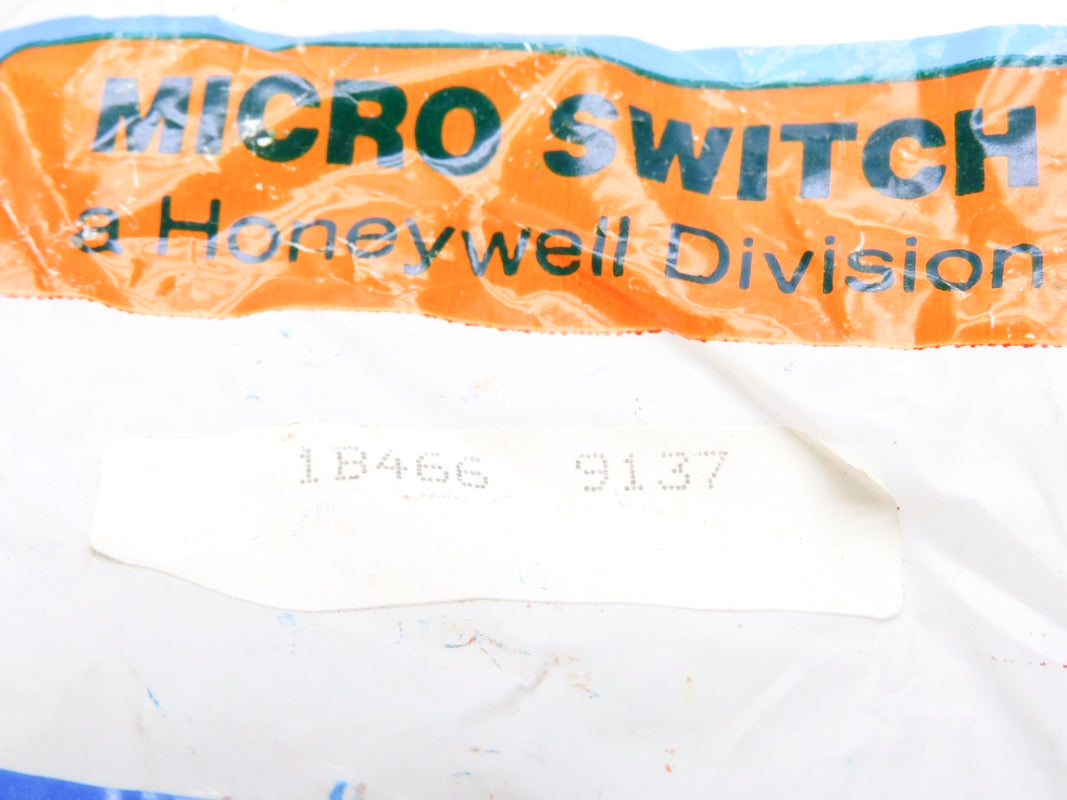 MICRO SWITCH
a Honeywell Division
1B466 9137